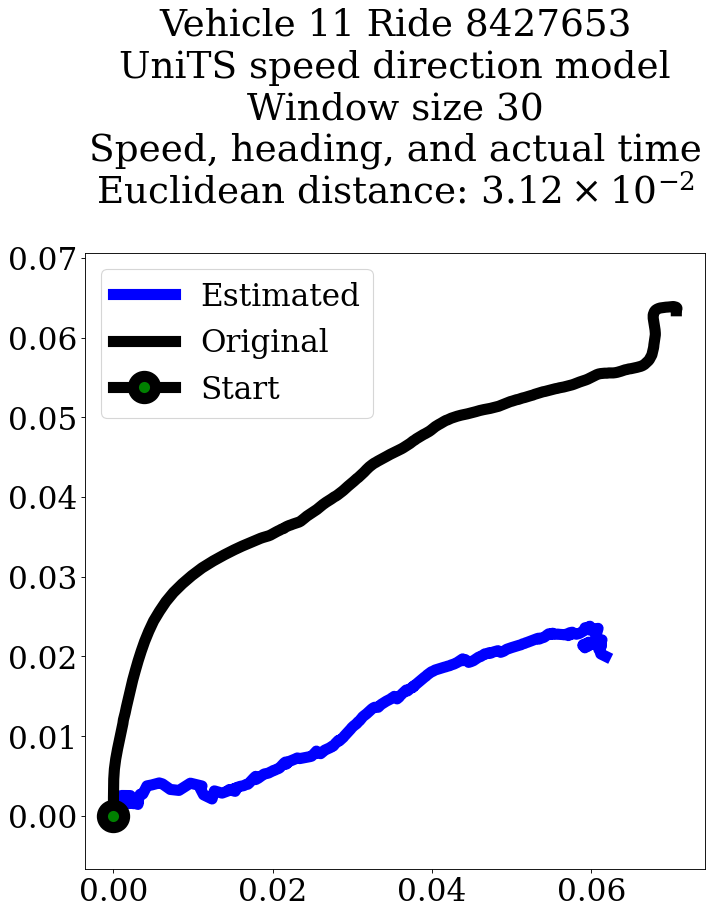 Vehicle 11 Ride 8427653
UniTS speed direction model
Window size 30
Speed, heading, and actual time
Euclidean distance: 3.12 × 10⁻²
0.07
0.06
0.05
0.04
0.03
0.02
0.01
0.00
Estimated
Original
Start
0.00 0.02 0.04 0.06